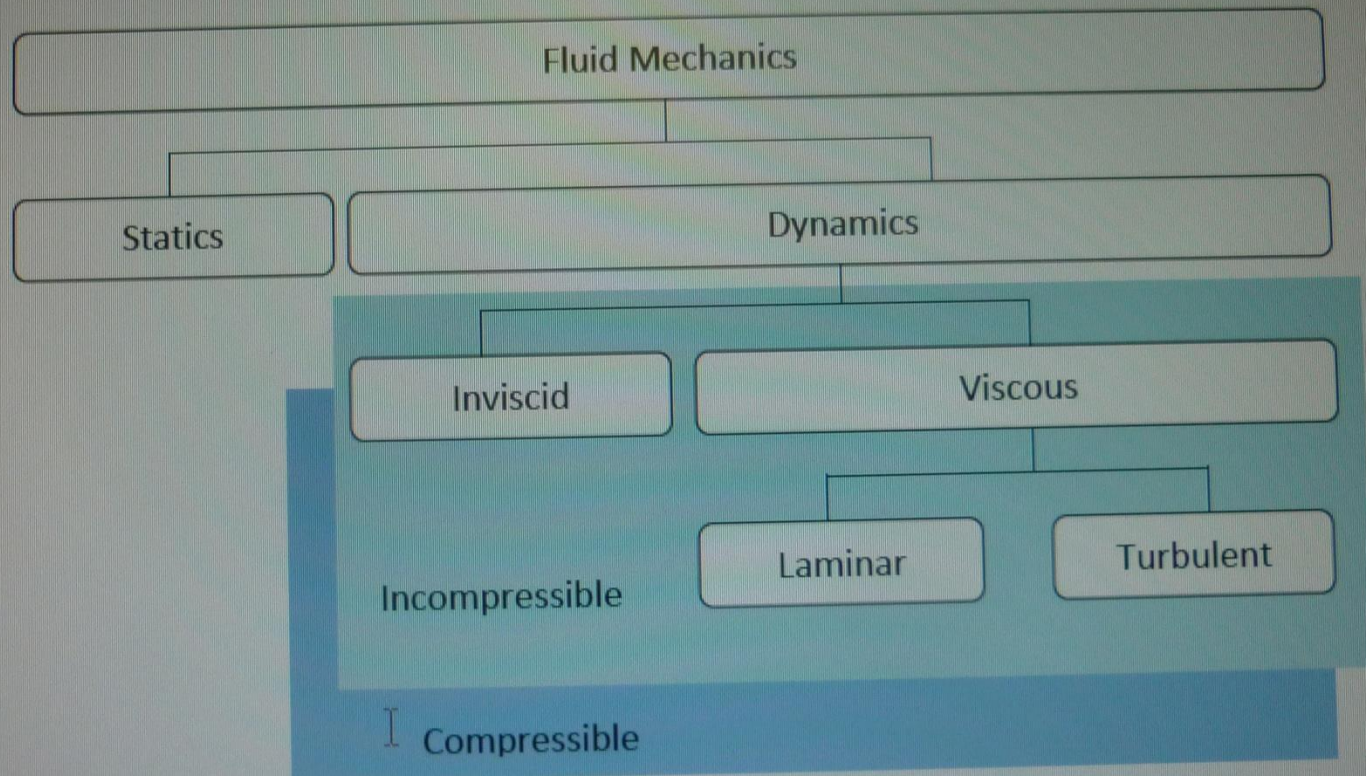 Fluid Mechanics
Statics
Dynamics
Inviscid
Viscous
Laminar
Turbulent
Incompressible
Compressible